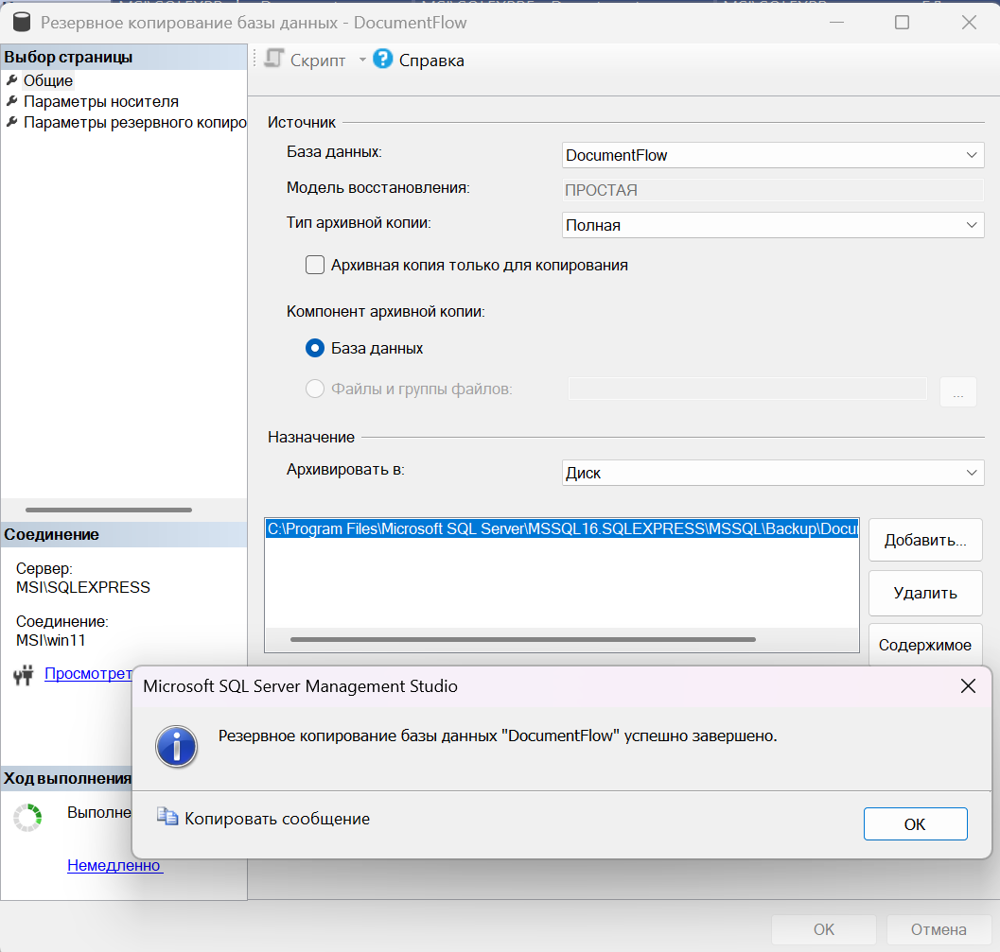 Резервное копирование базы данных - DocumentFlow
Выбор страницы
Общие
Параметры носителя
Параметры резервного копиро
Скрипт
Справка
Источник
База данных:
DocumentFlow
Модель восстановления:
ПРОСТАЯ
Тип архивной копии:
Полная
Архивная копия только для копирования
Компонент архивной копии:
База данных
Файлы и группы файлов:
...
Назначение
Архивировать в:
Диск
C:\Program Files\Microsoft SQL Server\MSSQL16.SQLEXPRESS\MSSQL\Backup\Docu
Добавить...
Удалить
Содержимое
Соединение
Сервер:
MSI\SQLEXPRESS
Соединение:
MSI\win11
Просмотрет
Ход выполнения
Выполне
Немедленно
Microsoft SQL Server Management Studio
Резервное копирование базы данных "DocumentFlow" успешно завершено.
Копировать сообщение
ОК
ОК
Отмена